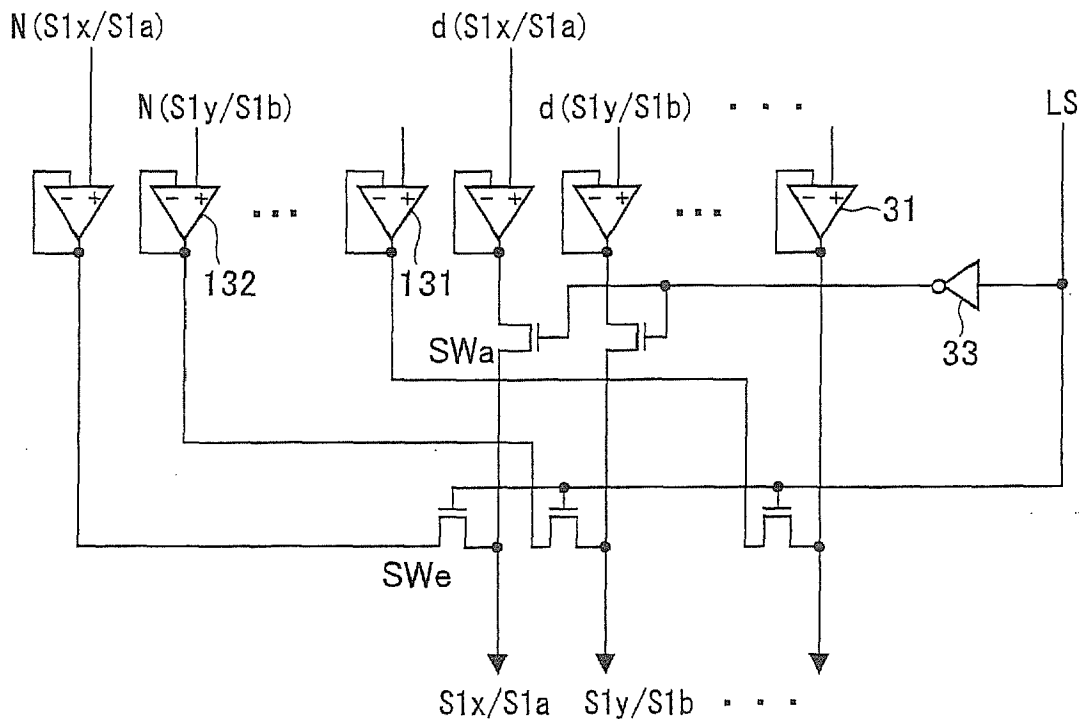 N(S1x/S1a)
d(S1x/S1a)
N(S1y/S1b)
d(S1y/S1b)
LS
- +
- +
- +
- +
- +
- +
132
131
31
33
SWa
SWe
S1x/S1a
S1y/S1b